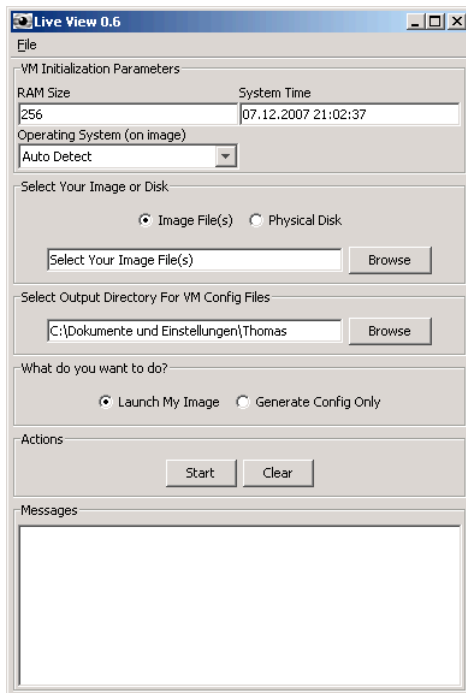 Live View 0.6
File
VM Initialization Parameters
RAM Size System Time
256 07.12.2007 21:02:37
Operating System (on image)
Auto Detect
Select Your Image or Disk
Image File(s) Physical Disk
Select Your Image File(s) Browse
Select Output Directory For VM Config Files
C:\Dokumente und Einstellungen\Thomas Browse
What do you want to do?
Launch My Image Generate Config Only
Actions
Start Clear
Messages